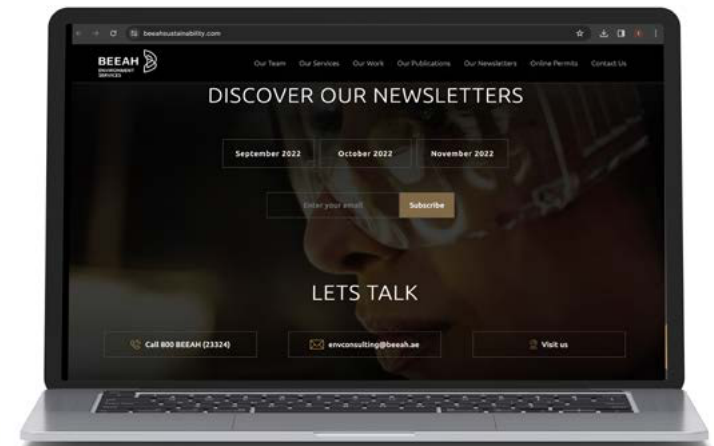 beeahsustainability.com
BEEAH
ENVIRONMENT
SERVICES
Our Team Our Services Our Work Our Publications Our Newsletters Online Permits Contact Us
DISCOVER OUR NEWSLETTERS
September 2022 October 2022 November 2022
Enter your email Subscribe
LETS TALK
Call 800 BEEAH (23324) envconsulting@beeah.ae Visit us